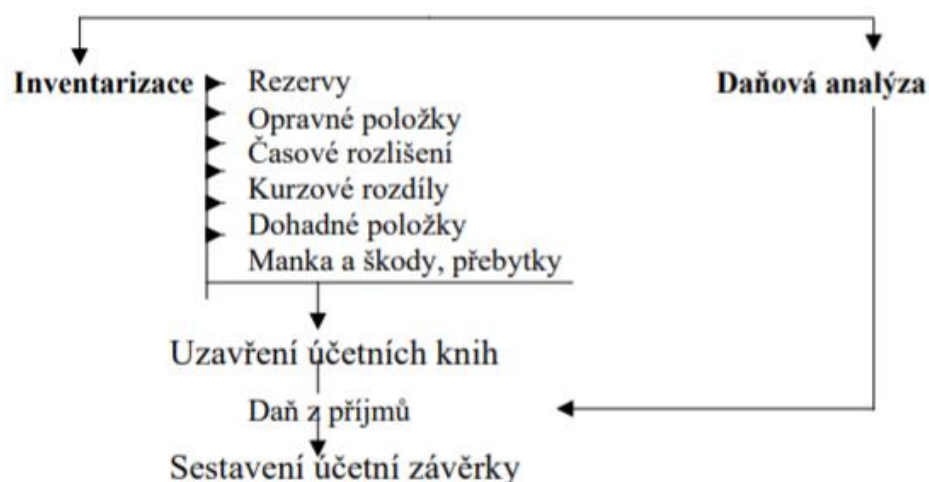 Inventarizace
Rezervy
Opravné položky
Časové rozlišení
Kurzové rozdíly
Dohadné položky
Manka a škody, přebytky
Daňová analýza
Uzavření účetních knih
Daň z příjmů
Sestavení účetní závěrky